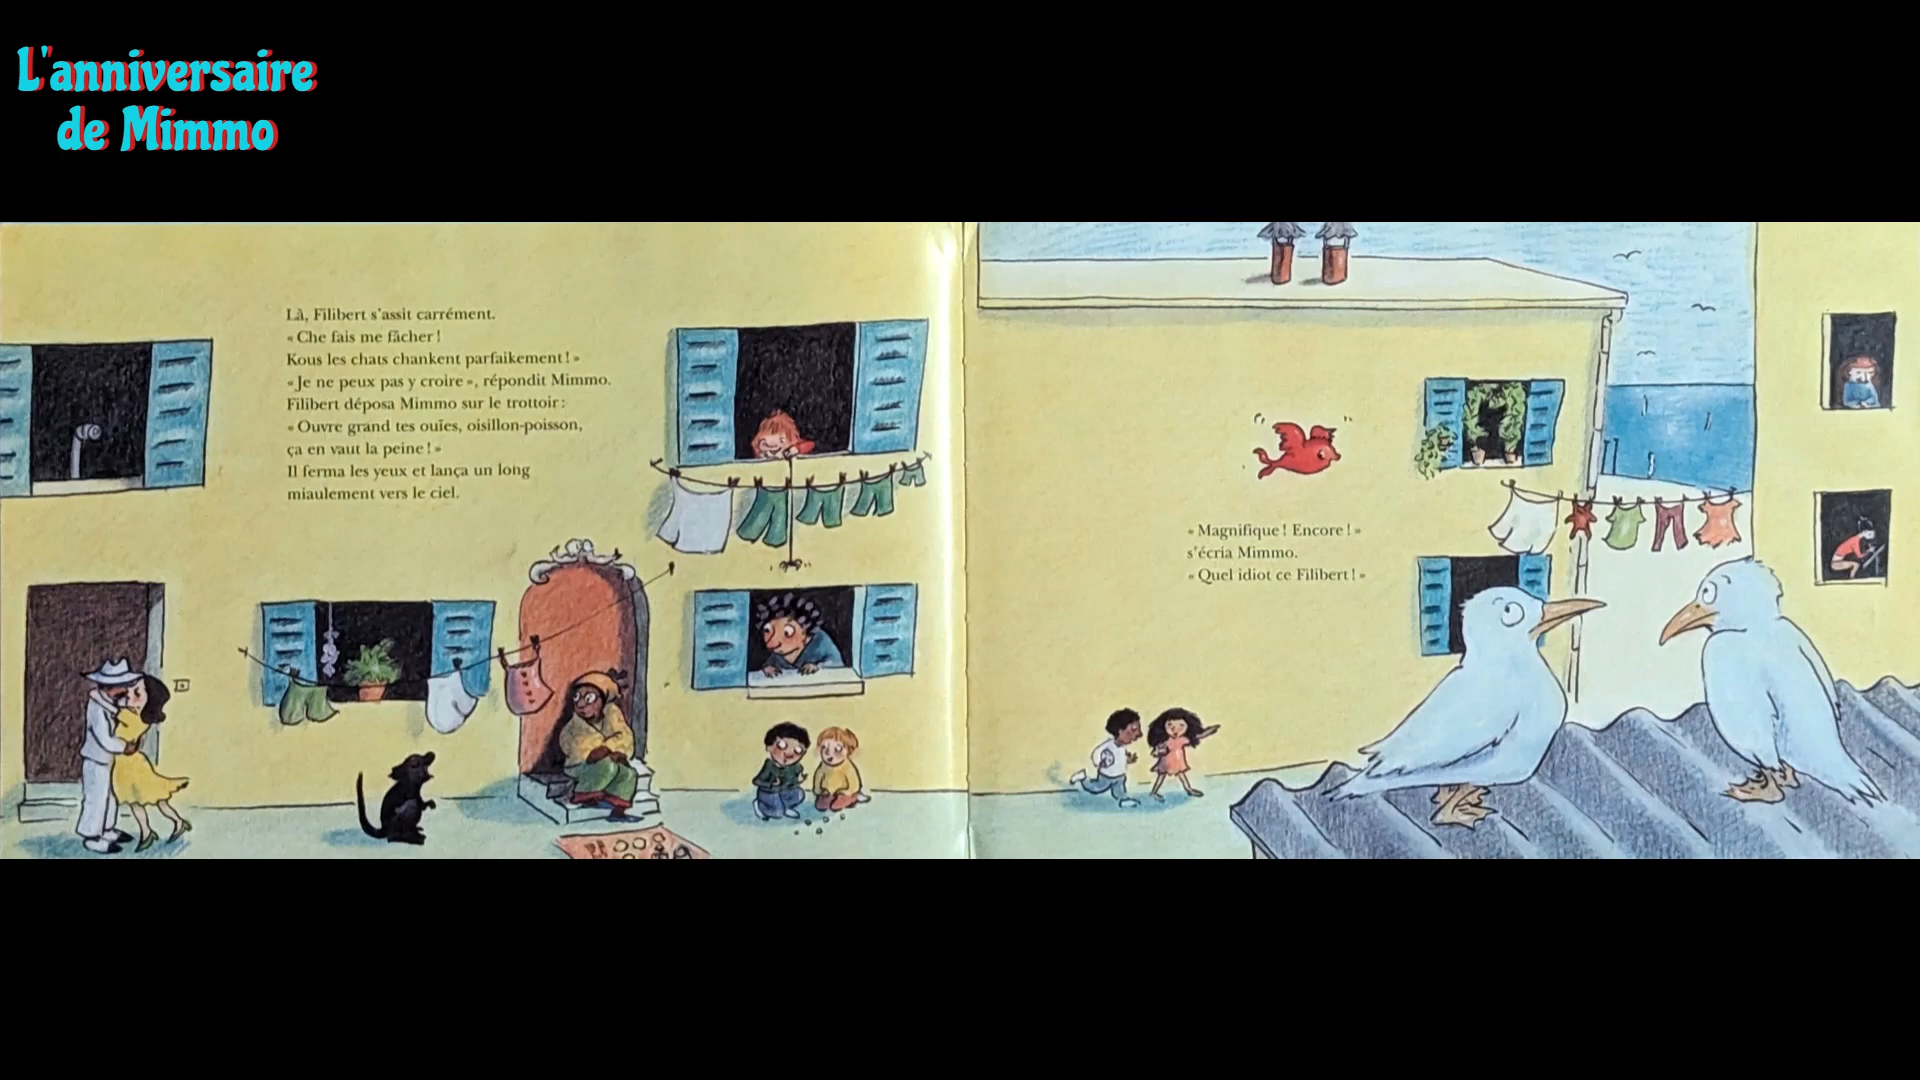 L'anniversaire
de Mimmo
Là, Filibert s'assit carrément.
« Che fais me fâcher !
Kous les chats chankent parfaikement ! »
« Je ne peux pas y croire », répondit Mimmo.
Filibert déposa Mimmo sur le trottoir :
« Ouvre grand tes ouïes, oisillon-poisson,
ça en vaut la peine ! »
Il ferma les yeux et lança un long
miaulement vers le ciel.
« Magnifique ! Encore ! »
s'écria Mimmo.
« Quel idiot ce Filibert ! »